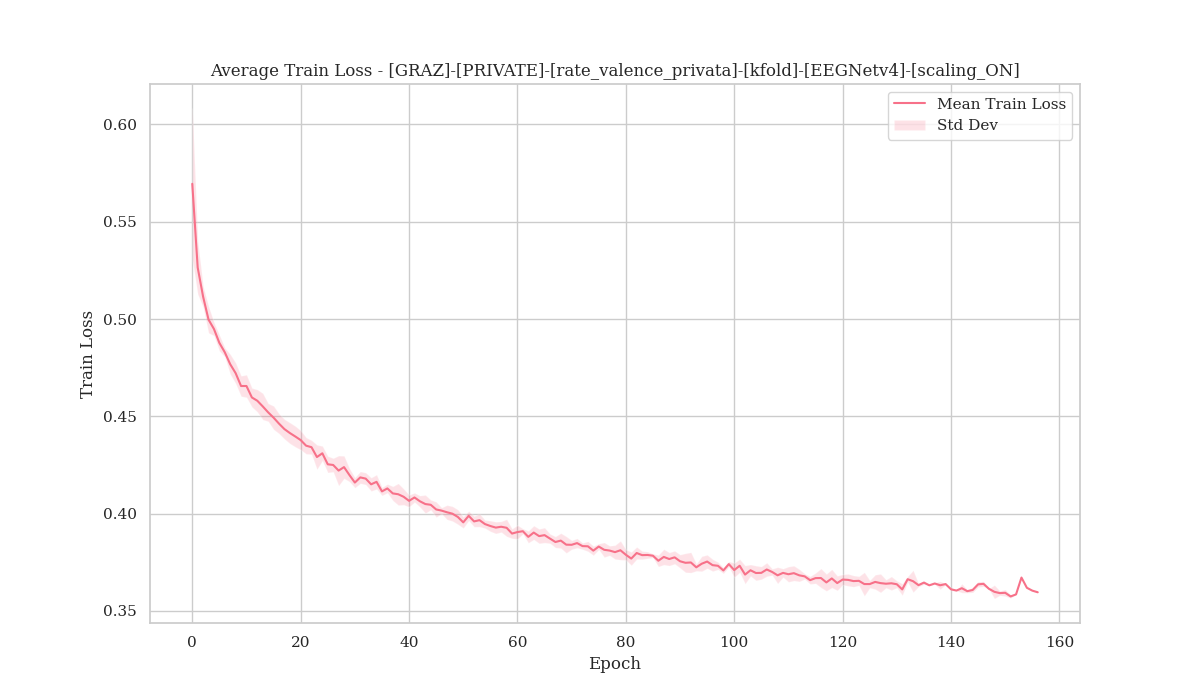 Average Train Loss - [GRAZ]-[PRIVATE]-[rate_valence_privata]-[kfold]-[EEGNetv4]-[scaling_ON]
Mean Train Loss
Std Dev
0.60
0.55
0.50
0.45
0.40
0.35
Train Loss
0 20 40 60 80 100 120 140 160
Epoch